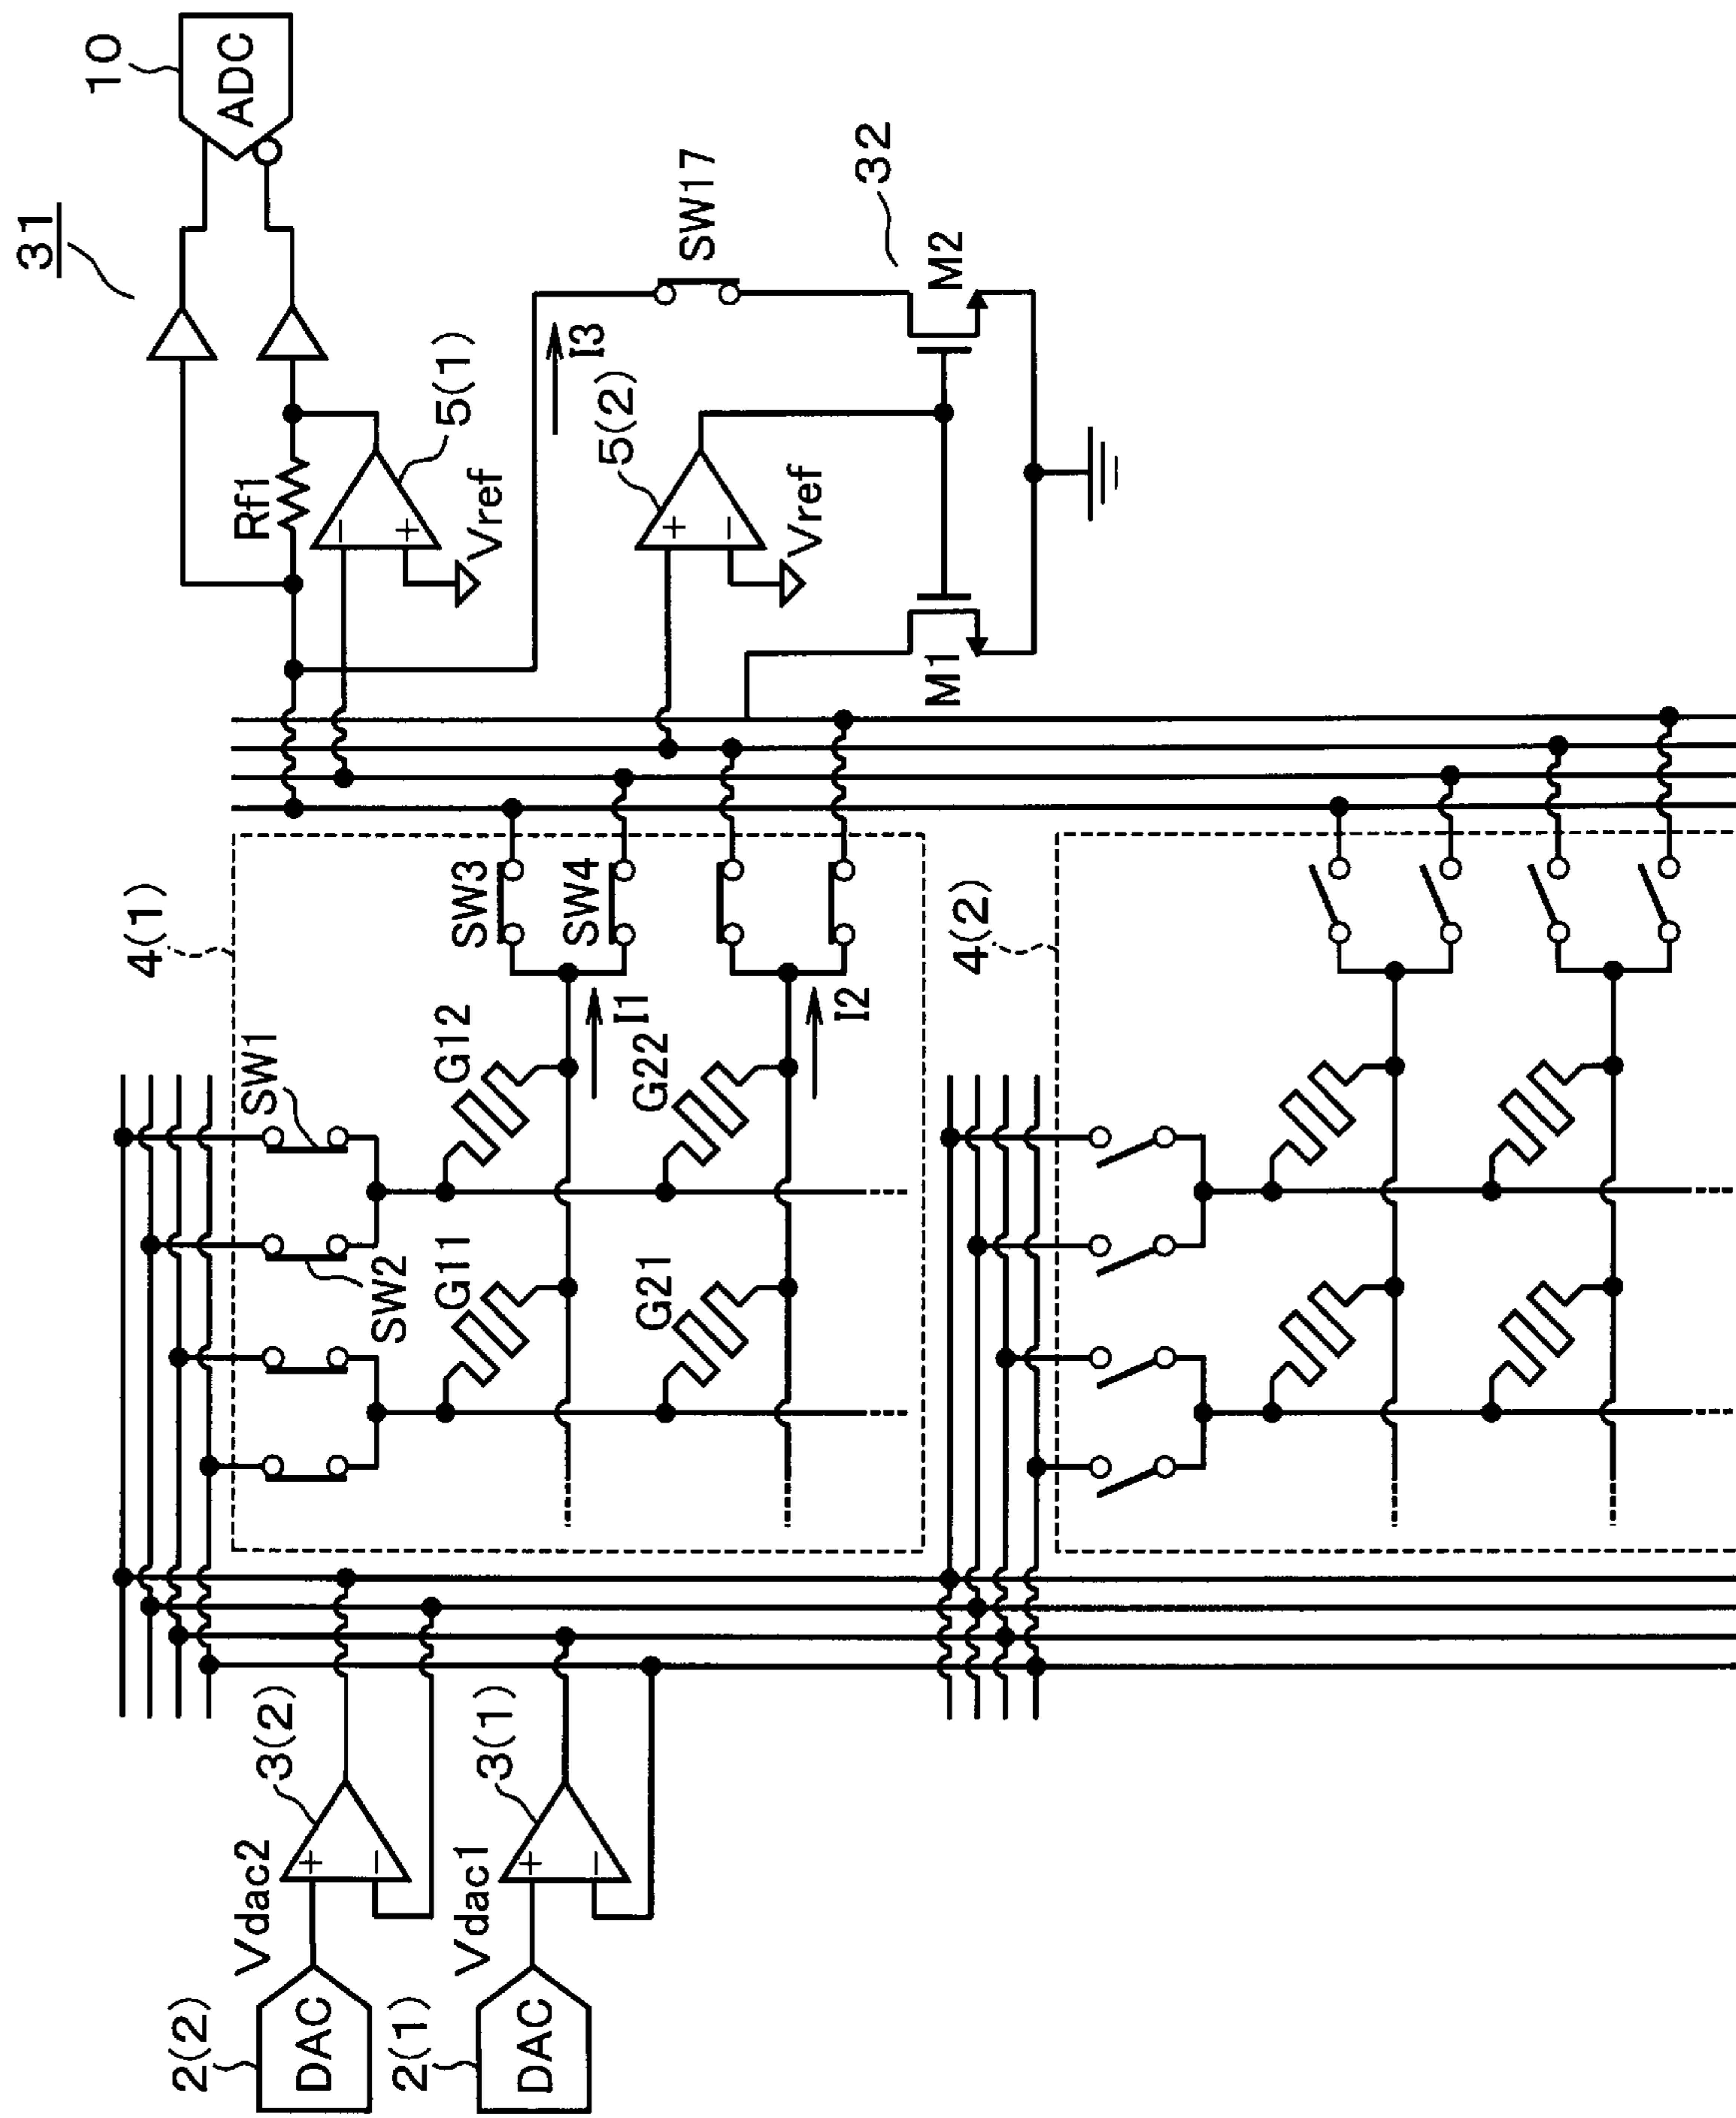 31
10
ADC
Rf1
5(1)
Vref
I3
SW17
32
M2
5(2)
Vref
M1
4(1)
SW3
SW4
SW1
SW2
G12
G11
I1
G22
G21
I2
4(2)
3(2)
Vdac2
2(2)
DAC
3(1)
Vdac1
2(1)
DAC
+
−
+
−
−
+
+
−